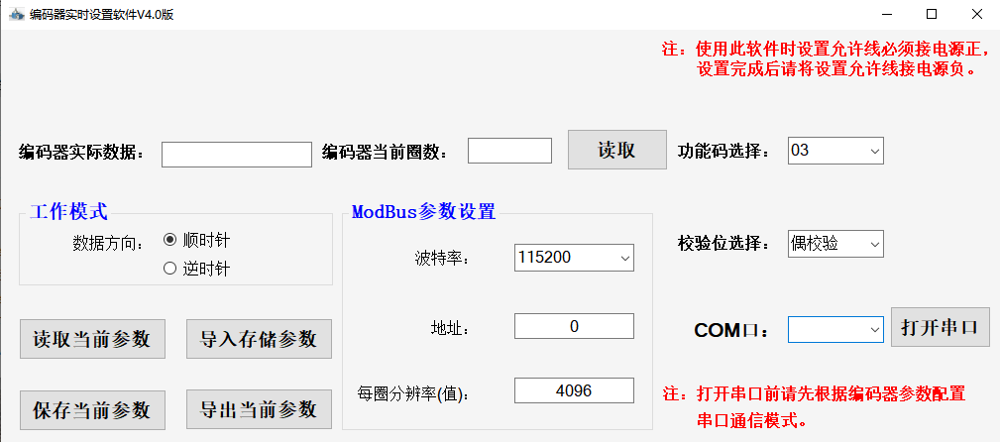 编码器实时设置软件V4.0版
注：使用此软件时设置允许线必须接电源正，
设置完成后请将设置允许线接电源负。
编码器实际数据：
编码器当前圈数：
读取
功能码选择：
03
工作模式
数据方向：
顺时针
逆时针
ModBus参数设置
波特率：
115200
校验位选择：
偶校验
地址：
0
COM口：
打开串口
读取当前参数
导入存储参数
每圈分辨率(值)：
4096
保存当前参数
导出当前参数
注：打开串口前请先根据编码器参数配置
串口通信模式。